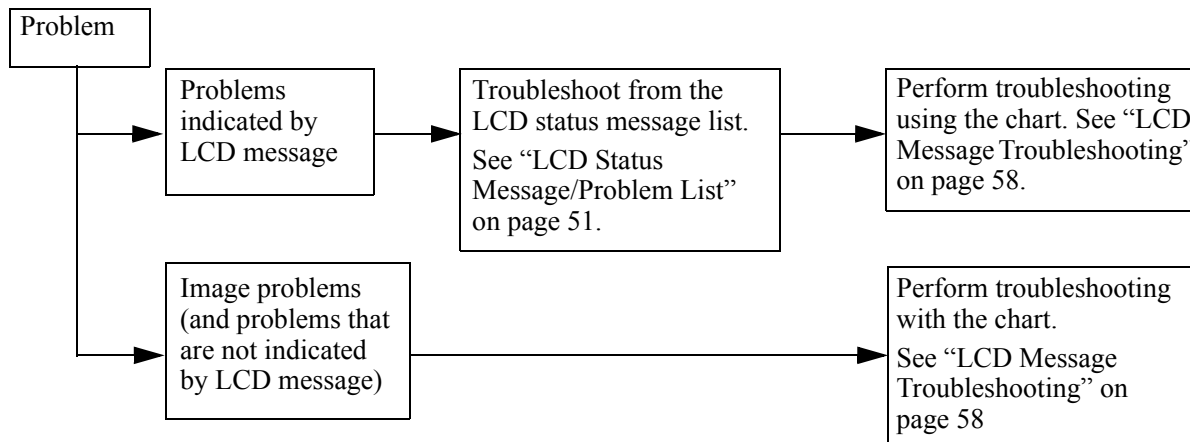 Problem
Problems
indicated by
LCD message
Troubleshoot from the
LCD status message list.
See “LCD Status
Message/Problem List”
on page 51.
Perform troubleshooting
using the chart. See “LCD
Message Troubleshooting”
on page 58.
Image problems
(and problems that
are not indicated
by LCD message)
Perform troubleshooting
with the chart.
See “LCD Message
Troubleshooting” on
page 58